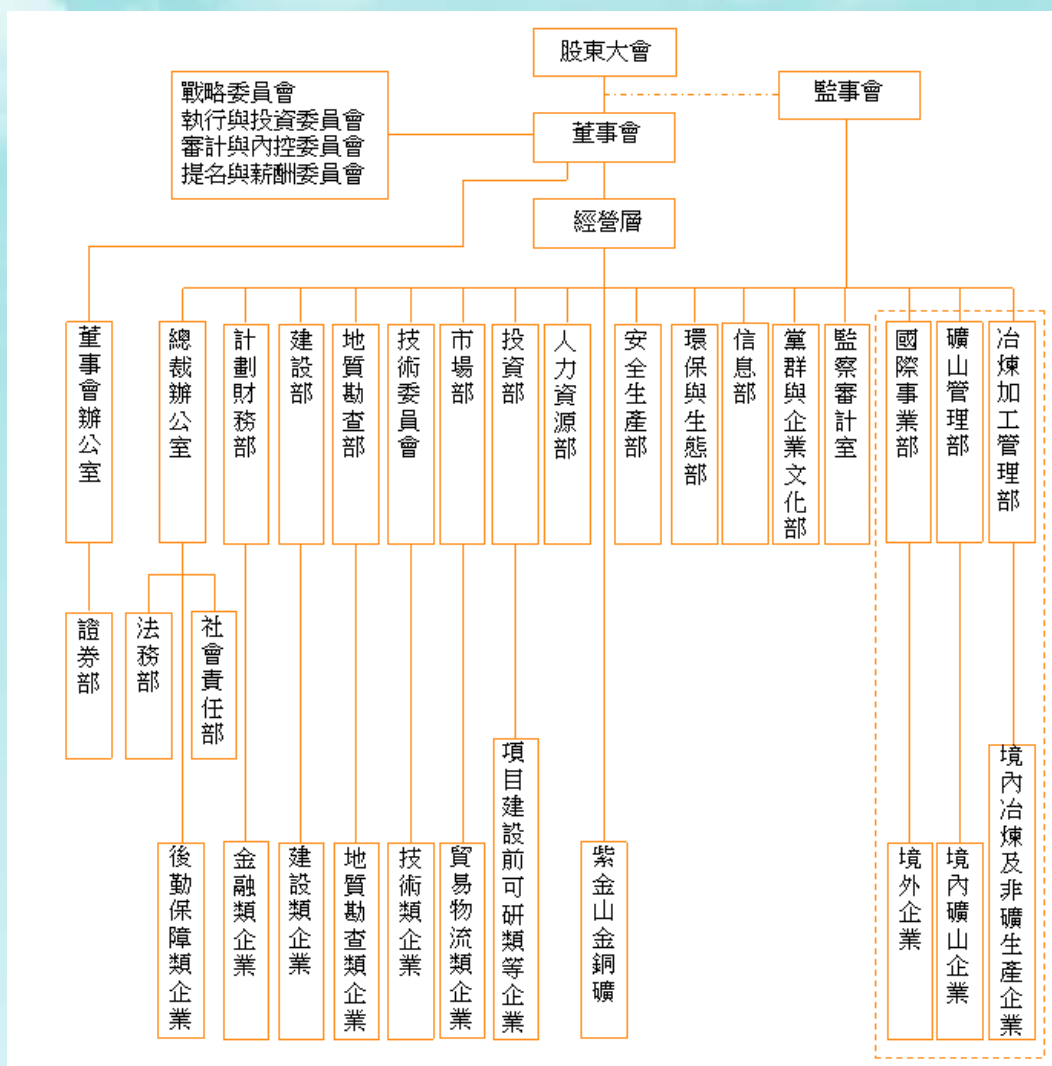 股東大會
戰略委員會
執行與投資委員會
審計與內控委員會
提名與薪酬委員會
監事會
董事會
經營層
董事會辦公室
總裁辦公室
計劃財務部
建設部
地質勘查部
技術委員會
市場部
投資部
人力資源部
安全生產部
環保與生態部
信息部
黨群與企業文化部
監察審計室
國際事業部
礦山管理部
冶煉加工管理部
證券部
法務部
社會責任部
後勤保障類企業
金融類企業
建設類企業
地質勘查類企業
技術類企業
貿易物流類企業
項目建設前可研類等企業
紫金山金銅礦
境外企業
境內礦山企業
境內冶煉及非礦生產企業